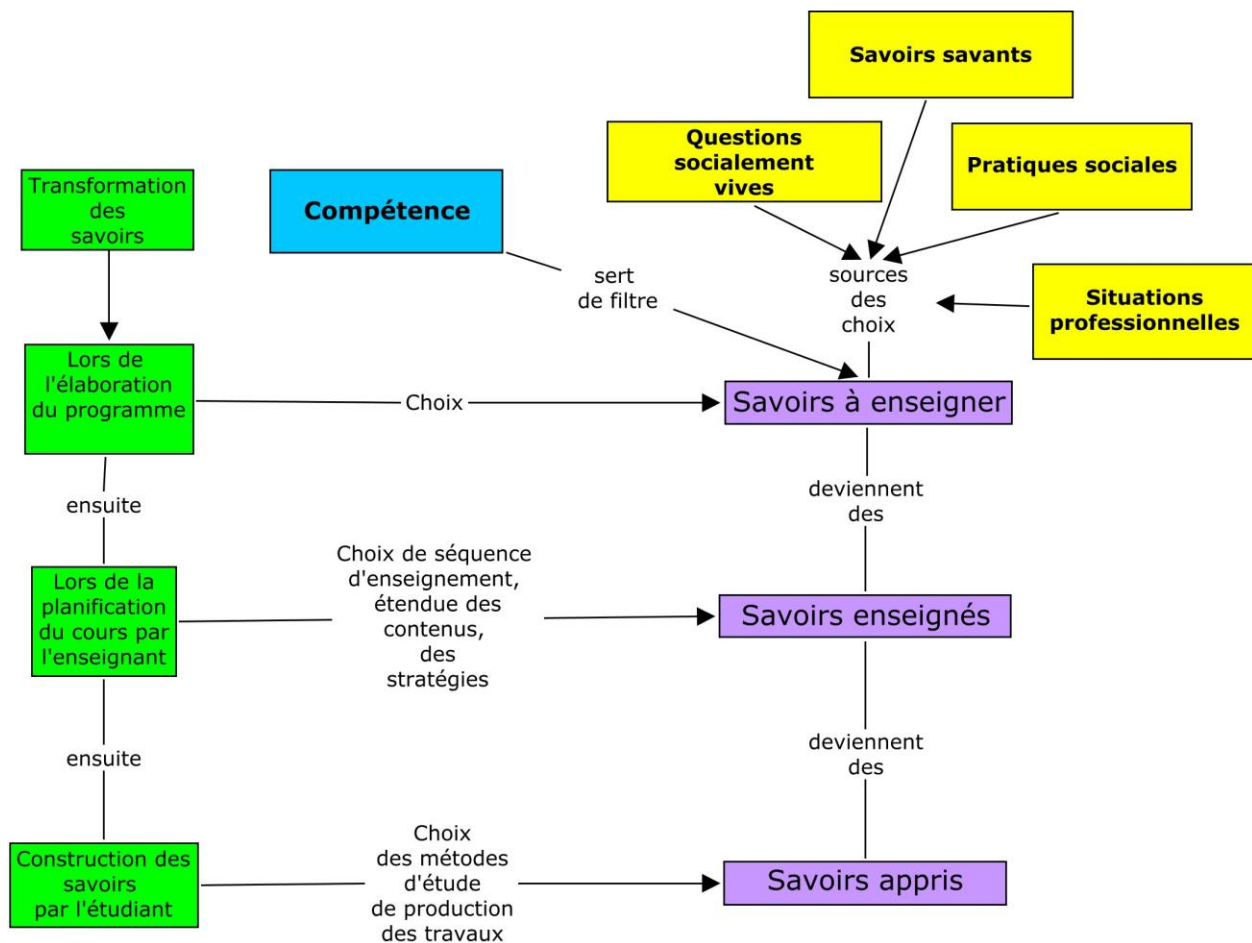 Savoirs savants
Questions
socialement
vives
Pratiques sociales
Transformation
des
savoirs
Compétence
sert
de filtre
sources
des
choix
Situations
professionnelles
Lors de
l'élaboration
du programme
Choix
Savoirs à enseigner
ensuite
deviennent
des
Lors de la
planification
du cours par
l'enseignant
Choix de séquence
d'enseignement,
étendue des
contenus,
des
stratégies
Savoirs enseignés
ensuite
deviennent
des
Construction des
savoirs
par l'étudiant
Choix
des métodes
d'étude
de production
des travaux
Savoirs appris